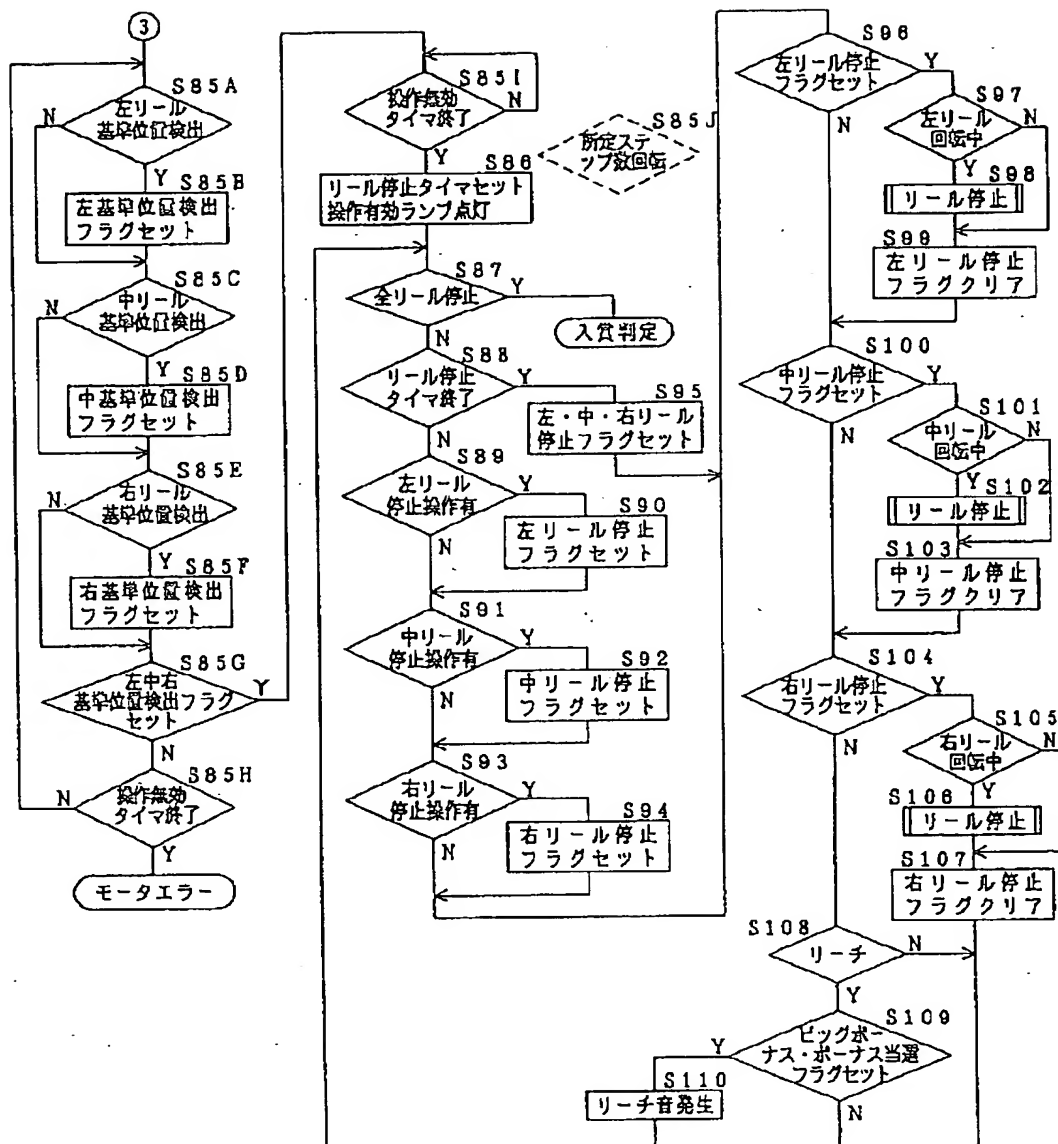 3
S85A
左リール
基準位置検出
N
Y
S85B
左基準位置検出
フラグセット
S85C
中リール
基準位置検出
N
Y
S85D
中基準位置検出
フラグセット
S85E
右リール
基準位置検出
N
Y
S85F
右基準位置検出
フラグセット
S85G
左中右
基準位置検出フラグ
セット
Y
N
S85H
操作無効
タイマ終了
N
Y
モータエラー
S85I
操作無効
タイマ終了
N
Y
S85J
所定ステ
ップ数回転
S86
リール停止タイマセット
操作有効ランプ点灯
S87
全リール停止
Y
入賞判定
N
S88
リール停止
タイマ終了
Y
S95
左・中・右リール
停止フラグセット
N
S89
左リール
停止操作有
Y
S90
左リール停止
フラグセット
N
S91
中リール
停止操作有
Y
S92
中リール停止
フラグセット
N
S93
右リール
停止操作有
Y
S94
右リール停止
フラグセット
N
S96
左リール停止
フラグセット
Y
N
S97
左リール
回転中
N
Y
S98
リール停止
S99
左リール停止
フラグクリア
S100
中リール停止
フラグセット
Y
N
S101
中リール
回転中
N
Y
S102
リール停止
S103
中リール停止
フラグクリア
S104
右リール停止
フラグセット
Y
N
S105
右リール
回転中
N
Y
S106
リール停止
S107
右リール停止
フラグクリア
S108
リーチ
N
Y
S109
ビッグボー
ナス・ボーナス当選
フラグセット
Y
N
S110
リーチ音発生